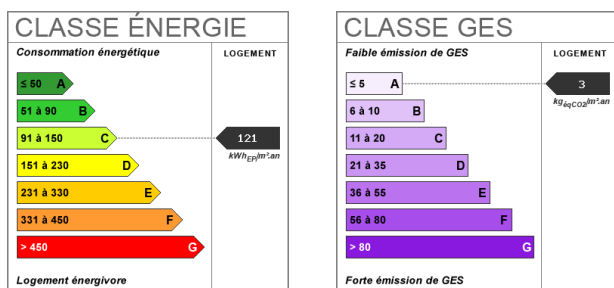 CLASSE ÉNERGIE
Consommation énergétique
LOGEMENT
≤ 50 A
51 à 90 B
91 à 150 C
121
kWhEP/m².an
151 à 230 D
231 à 330 E
331 à 450 F
> 450 G
Logement énergivore
CLASSE GES
Faible émission de GES
LOGEMENT
≤ 5 A
3
kgéqCO2/m².an
6 à 10 B
11 à 20 C
21 à 35 D
36 à 55 E
56 à 80 F
> 80 G
Forte émission de GES